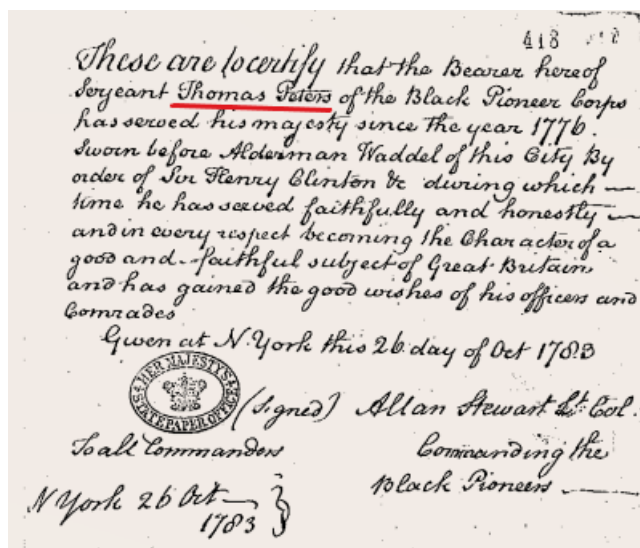 418
These are to certify that the Bearer hereof
Serjeant Thomas Peters of the Black Pioneer Corps
has served his majesty since the year 1776.
Sworn before Alderman Waddel of this City By
order of Sir Henry Clinton &c during which —
time he has served faithfully and honestly —
and in every respect becoming the Character of a
good and faithful subject of Great Britain
and has gained the good wishes of his officers and
Comrades
Given at N. York this 26 day of Oct 1783
HER MAJESTY'S
STATE PAPER OFFICE
(Signed) Allan Stewart Lt. Col.
To all Commanders
Commanding the
Black Pioneers
N York 26 Oct —
1783